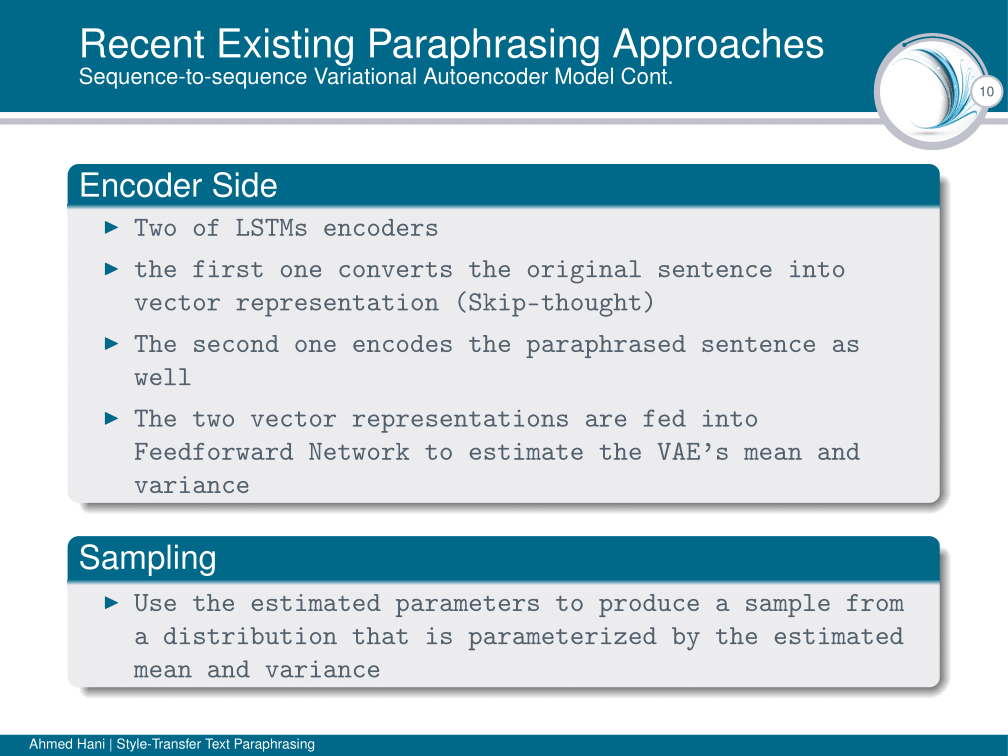 Recent Existing Paraphrasing Approaches
Sequence-to-sequence Variational Autoencoder Model Cont.
10
Encoder Side
Two of LSTMs encoders
the first one converts the original sentence into
vector representation (Skip-thought)
The second one encodes the paraphrased sentence as
well
The two vector representations are fed into
Feedforward Network to estimate the VAE's mean and
variance
Sampling
Use the estimated parameters to produce a sample from
a distribution that is parameterized by the estimated
mean and variance
Ahmed Hani | Style-Transfer Text Paraphrasing